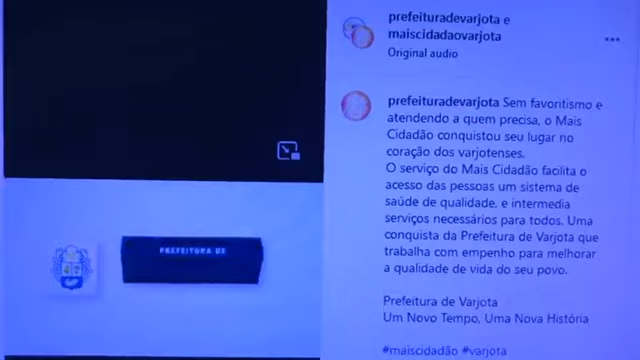 prefeituradevarjota e
maiscidadaovarjota
Original audio
prefeituradevarjota Sem favoritismo e
atendendo a quem precisa, o Mais
Cidadão conquistou seu lugar no
coração dos varjotenses.
O serviço do Mais Cidadão facilita o
acesso das pessoas um sistema de
saúde de qualidade, e intermedia
serviços necessários para todos. Uma
conquista da Prefeitura de Varjota que
trabalha com empenho para melhorar
a qualidade de vida do seu povo.
Prefeitura de Varjota
Um Novo Tempo, Uma Nova História
#maiscidadão #varjota
PREFEITURA DE